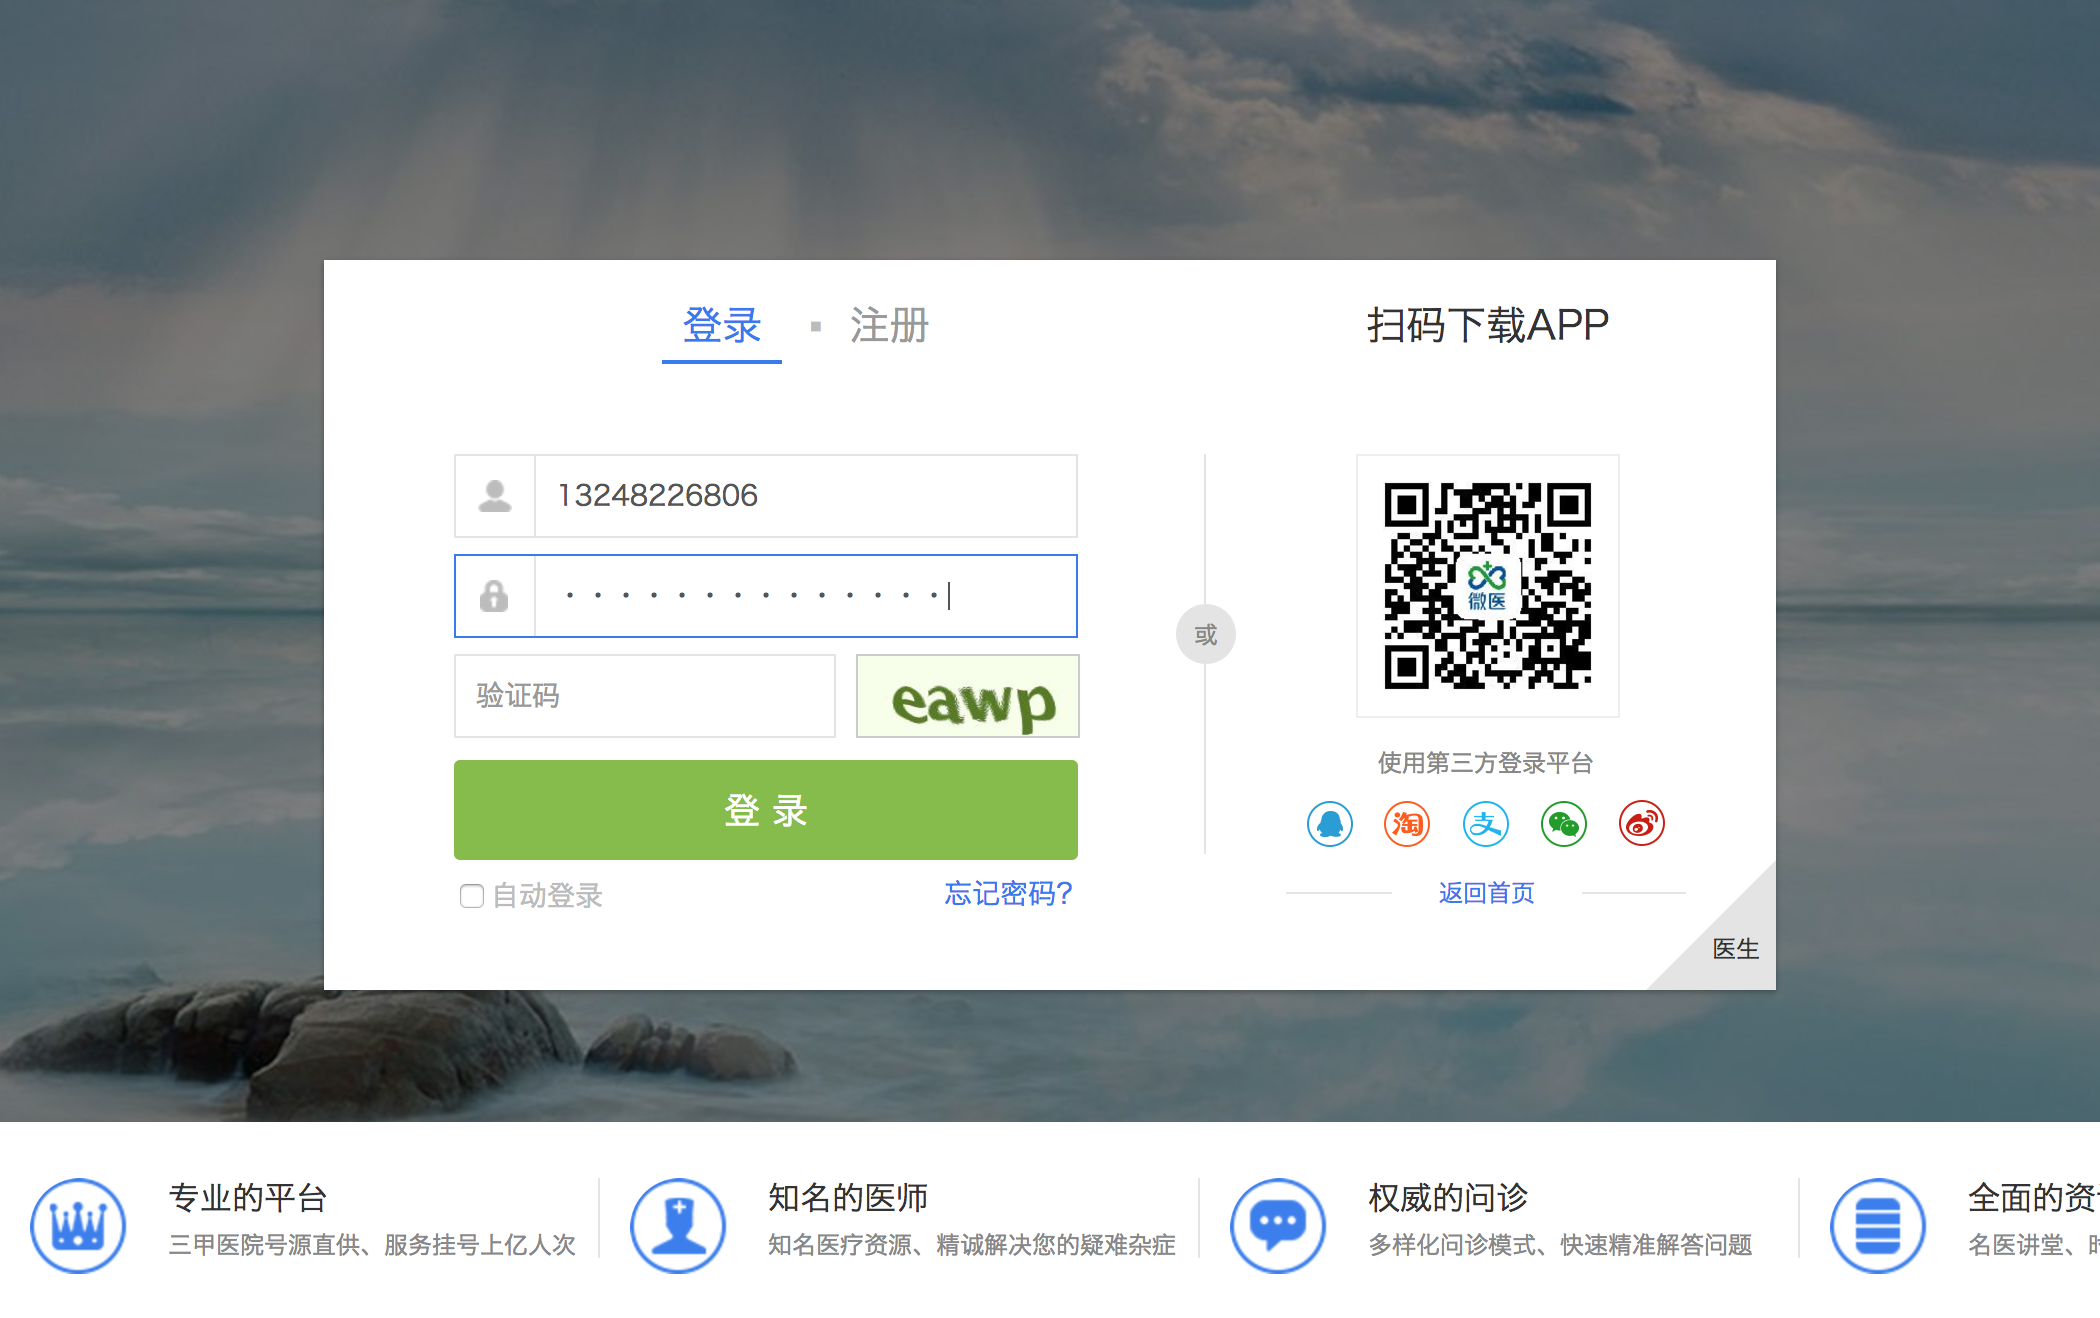 登录
注册
扫码下载APP
13248226806
验证码
eawp
登 录
自动登录
忘记密码?
或
微医
使用第三方登录平台
淘
支
返回首页
医生
专业的平台
三甲医院号源直供、服务挂号上亿人次
知名的医师
知名医疗资源、精诚解决您的疑难杂症
权威的问诊
多样化问诊模式、快速精准解答问题
全面的资
名医讲堂、